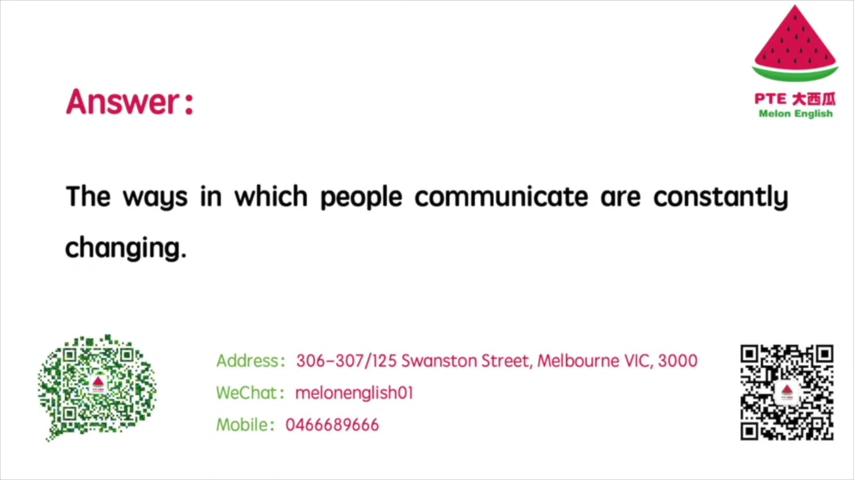 PTE 大西瓜
Melon English
Answer:
The ways in which people communicate are constantly
changing.
Address: 306-307/125 Swanston Street, Melbourne VIC, 3000
WeChat: melonenglish01
Mobile: 0466689666